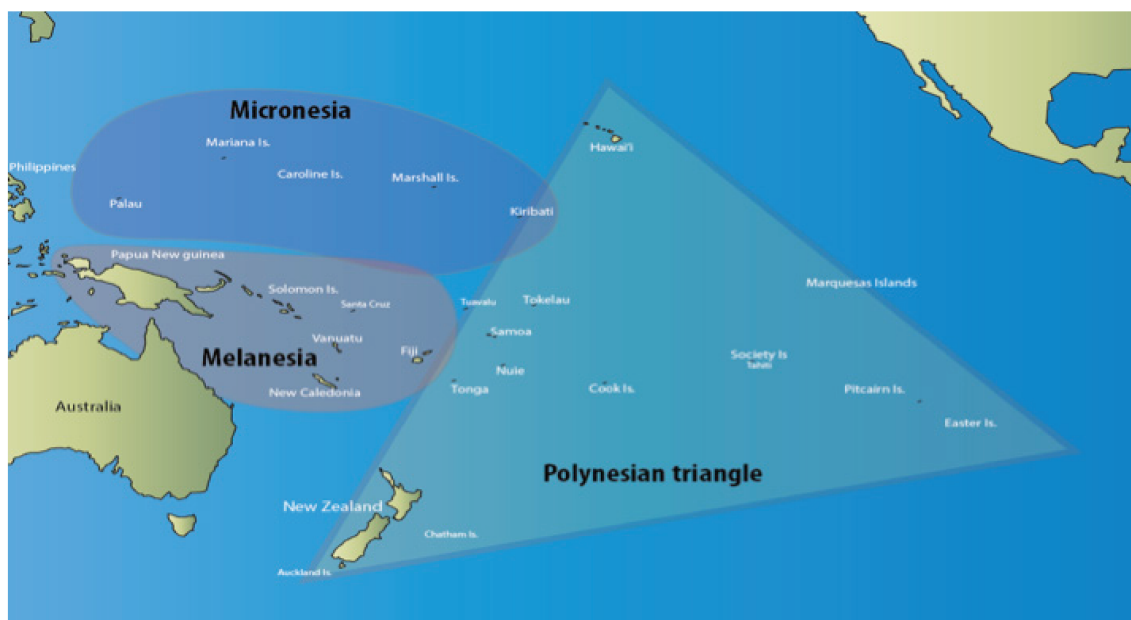 Micronesia
Mariana Is.
Hawai'i
Philippines
Caroline Is.
Marshall Is.
Palau
Kiribati
Papua New guinea
Marquesas Islands
Solomon Is.
Santa Cruz
Tuavalu
Tokelau
Samoa
Vanuatu
Fiji
Melanesia
Society Is
Tahiti
Nuie
Tonga
Cook Is.
Pitcairn Is.
New Caledonia
Australia
Easter Is.
Polynesian triangle
New Zealand
Chatham Is.
Auckland Is.